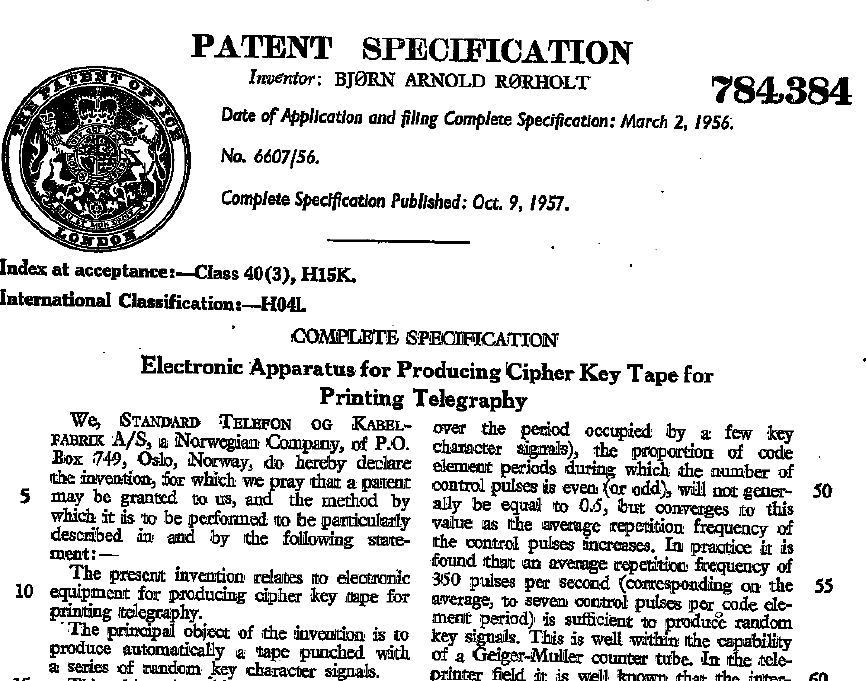 PATENT SPECIFICATION
Inventor: BJØRN ARNOLD RØRHOLT
784,384
Date of Application and filing Complete Specification: March 2, 1956.
No. 6607/56.
Complete Specification Published: Oct. 9, 1957.
THE PATENT OFFICE
LONDON
Index at acceptance:—Class 40(3), H15K.
International Classification:—H04L
COMPLETE SPECIFICATION
Electronic Apparatus for Producing Cipher Key Tape for
Printing Telegraphy
We, STANDARD TELEFON OG KABEL-
FABRIK A/S, a Norwegian Company, of P.O.
Box 749, Oslo, Norway, do hereby declare
the invention, for which we pray that a patent
5 may be granted to us, and the method by
which it is to be performed to be particularly
described in and by the following state-
ment:—
The present invention relates to electronic
10 equipment for producing cipher key tape for
printing telegraphy.
The principal object of the invention is to
produce automatically a tape punched with
a series of random key character signals.
over the period occupied by a few key
character signals), the proportion of code
element periods during which the number of
control pulses is even (or odd), will not gener- 50
ally be equal to 0.5, but converges to this
value as the average repetition frequency of
the control pulses increases. In practice it is
found that an average repetition frequency of
350 pulses per second (corresponding on the 55
average, to seven control pulses per code ele-
ment period) is sufficient to produce random
key signals. This is well within the capability
of a Geiger-Muller counter tube. In the tele-
printer field it is well known that the inter- 60